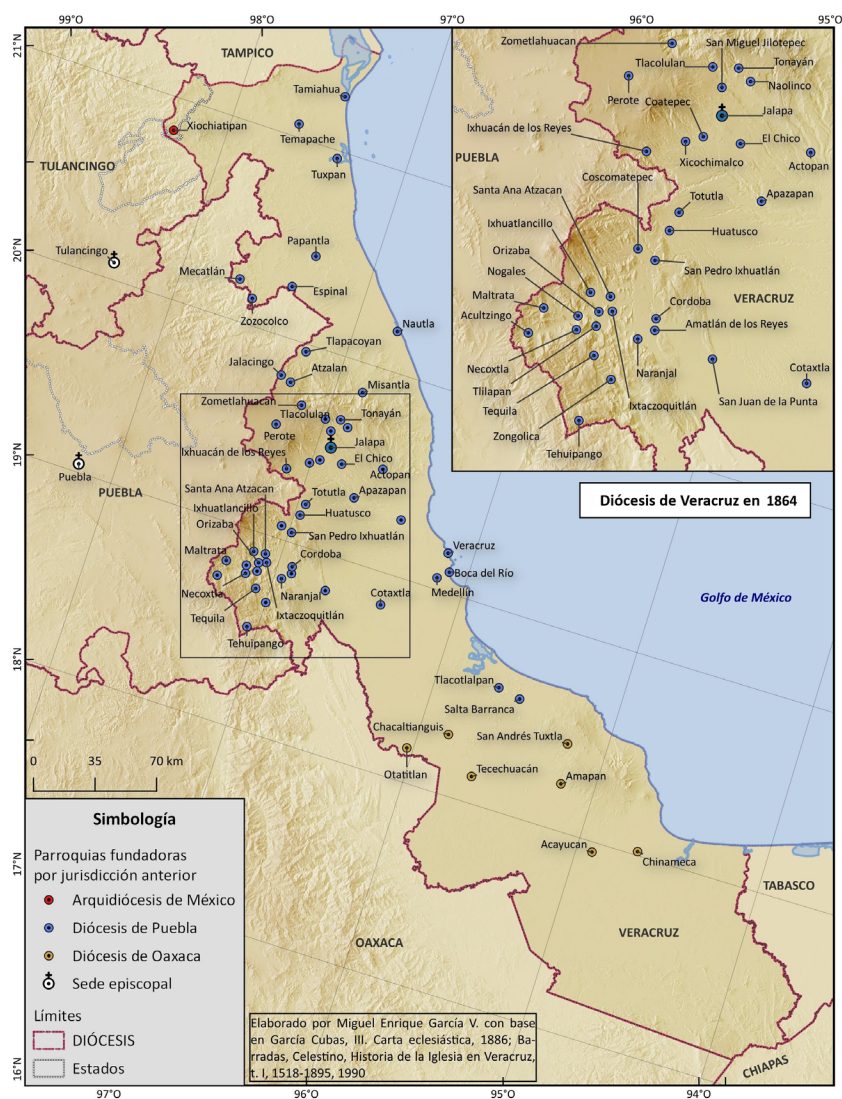 99°O
98°O
97°O
96°O
95°O
21°N
20°N
19°N
18°N
17°N
16°N
TAMPICO
Tamiahua
Xiochiatipan
Temapache
TULANCINGO
Tuxpan
Tulancingo
Papantla
Mecatlán
Espinal
Zozocolco
Nautla
Tlapacoyan
Jalacingo
Atzalan
Misantla
Zometlahuacan
Tlacolulan
Tonayán
Perote
Jalapa
Ixhuacán de los Reyes
El Chico
Actopan
Puebla
PUEBLA
Santa Ana Atzacan
Totutla
Apazapan
Ixhuatlancillo
Huatusco
Orizaba
San Pedro Ixhuatlán
Maltrata
Cordoba
Necoxtla
Naranjal
Cotaxtla
Tequila
Ixtaczoquitlán
Tehuipango
Veracruz
Boca del Río
Medellín
Tlacotlalpan
Salta Barranca
Chacaltianguis
San Andrés Tuxtla
Otatitlan
Tecechuacán
Amapan
Acayucan
Chinameca
TABASCO
VERACRUZ
OAXACA
CHIAPAS
Golfo de México
Zometlahuacan
San Miguel Jilotepec
Tlacolulan
Tonayán
Naolinco
Perote
Coatepec
Jalapa
Ixhuacán de los Reyes
El Chico
PUEBLA
Xicochimalco
Actopan
Coscomatepec
Santa Ana Atzacan
Totutla
Apazapan
Ixhuatlancillo
Huatusco
Orizaba
Nogales
San Pedro Ixhuatlán
Maltrata
VERACRUZ
Acultzingo
Cordoba
Amatlán de los Reyes
Necoxtla
Naranjal
Cotaxtla
Tlilapan
San Juan de la Punta
Tequila
Ixtaczoquitlán
Zongolica
Tehuipango
Diócesis de Veracruz en 1864
0 35 70 km
Simbología
Parroquias fundadoras
por jurisdicción anterior
Arquidiócesis de México
Diócesis de Puebla
Diócesis de Oaxaca
Sede episcopal
Límites
DIÓCESIS
Estados
Elaborado por Miguel Enrique García V. con base
en García Cubas, III. Carta eclesiástica, 1886; Ba-
rradas, Celestino, Historia de la Iglesia en Veracruz,
t. I, 1518-1895, 1990
97°O
96°O
95°O
94°O